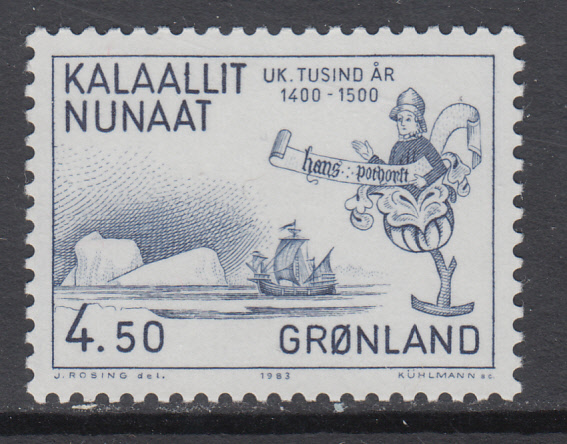 KALAALLIT
NUNAAT
UK. TUSIND ÅR
1400-1500
hans pothorst
4.50
GRØNLAND
J. ROSING del.
1983
KÜHLMANN sc.